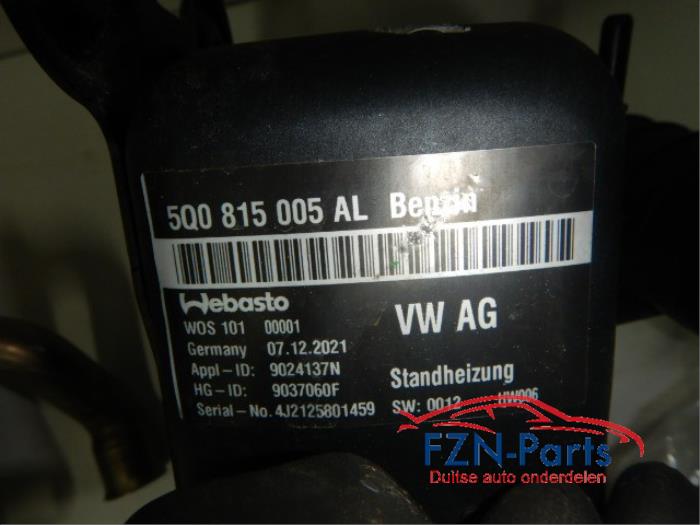 5Q0 815 005 AL Benzin
Webasto
VW AG
WOS 101 00001
Germany 07.12.2021
Appl-ID: 9024137N
HG-ID: 9037060F
Serial-No. 4J2125801459
Standheizung
SW: 0012 HW006
FZN-Parts
Duitse auto onderdelen